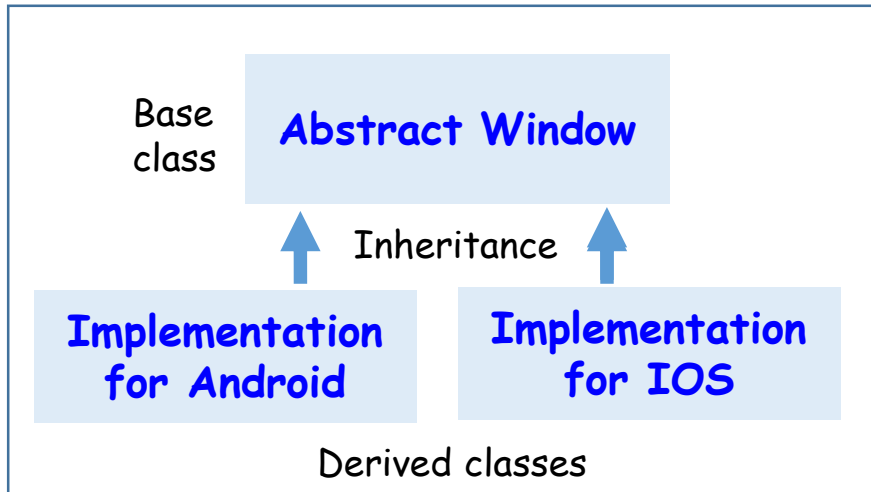 Base
class
Abstract Window
Inheritance
Implementation
for Android
Implementation
for IOS
Derived classes